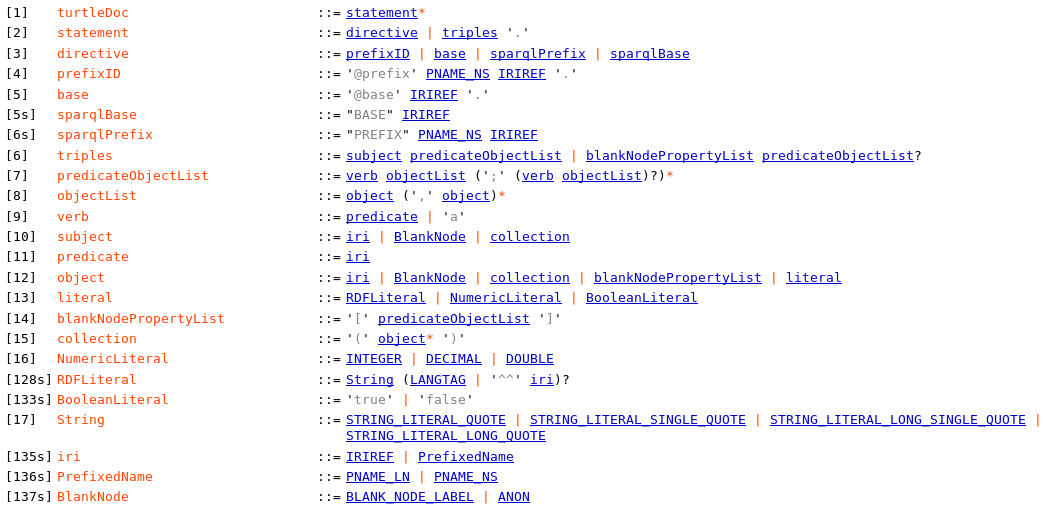 [1] turtleDoc ::= statement*
[2] statement ::= directive | triples '.'
[3] directive ::= prefixID | base | sparqlPrefix | sparqlBase
[4] prefixID ::= '@prefix' PNAME_NS IRIREF '.'
[5] base ::= '@base' IRIREF '.'
[5s] sparqlBase ::= "BASE" IRIREF
[6s] sparqlPrefix ::= "PREFIX" PNAME_NS IRIREF
[6] triples ::= subject predicateObjectList | blankNodePropertyList predicateObjectList?
[7] predicateObjectList ::= verb objectList (';' (verb objectList)?)*
[8] objectList ::= object (',' object)*
[9] verb ::= predicate | 'a'
[10] subject ::= iri | BlankNode | collection
[11] predicate ::= iri
[12] object ::= iri | BlankNode | collection | blankNodePropertyList | literal
[13] literal ::= RDFLiteral | NumericLiteral | BooleanLiteral
[14] blankNodePropertyList ::= '[' predicateObjectList ']'
[15] collection ::= '(' object* ')'
[16] NumericLiteral ::= INTEGER | DECIMAL | DOUBLE
[128s] RDFLiteral ::= String (LANGTAG | '^^' iri)?
[133s] BooleanLiteral ::= 'true' | 'false'
[17] String ::= STRING_LITERAL_QUOTE | STRING_LITERAL_SINGLE_QUOTE | STRING_LITERAL_LONG_SINGLE_QUOTE |
STRING_LITERAL_LONG_QUOTE
[135s] iri ::= IRIREF | PrefixedName
[136s] PrefixedName ::= PNAME_LN | PNAME_NS
[137s] BlankNode ::= BLANK_NODE_LABEL | ANON